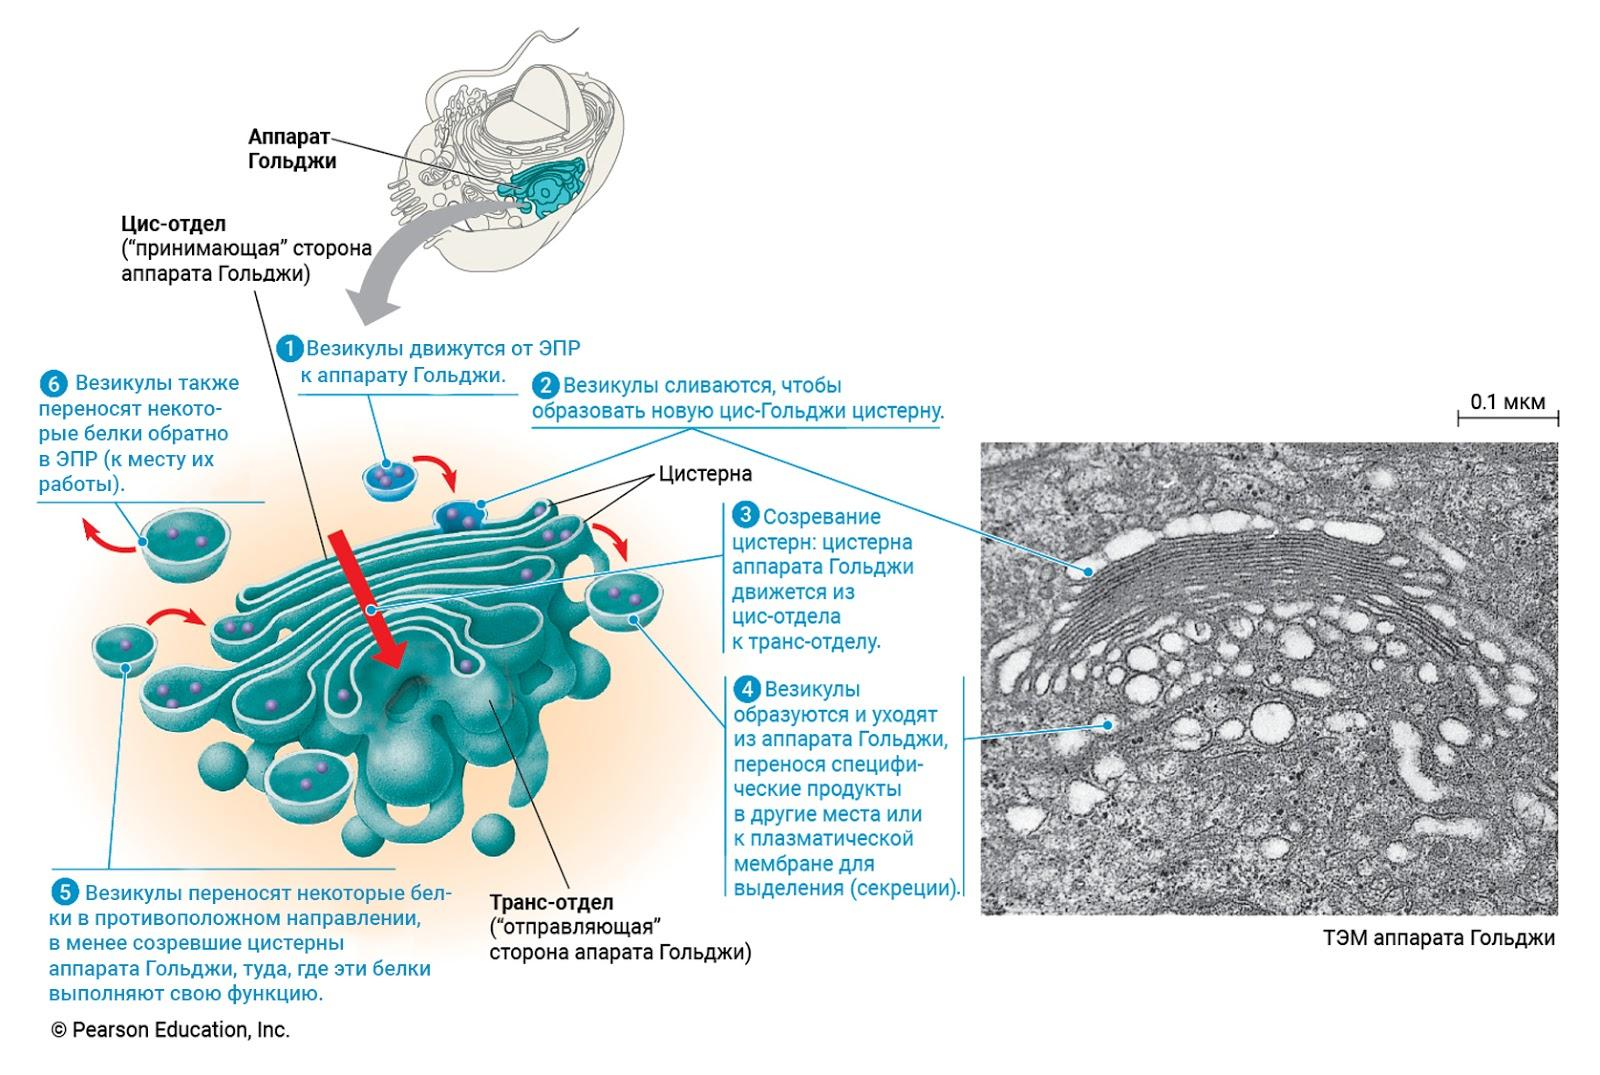 Аппарат
Гольджи
Цис-отдел
(“принимающая” сторона
аппарата Гольджи)
1 Везикулы движутся от ЭПР
к аппарату Гольджи.
2 Везикулы сливаются, чтобы
образовать новую цис-Гольджи цистерну.
6 Везикулы также
переносят некото-
рые белки обратно
в ЭПР (к месту их
работы).
Цистерна
3 Созревание
цистерн: цистерна
аппарата Гольджи
движется из
цис-отдела
к транс-отделу.
4 Везикулы
образуются и уходят
из аппарата Гольджи,
перенося специфи-
ческие продукты
в другие места или
к плазматической
мембране для
выделения (секреции).
5 Везикулы переносят некоторые бел-
ки в противоположном направлении,
в менее созревшие цистерны
аппарата Гольджи, туда, где эти белки
выполняют свою функцию.
Транс-отдел
(“отправляющая”
сторона апарата Гольджи)
0.1 мкм
ТЭМ аппарата Гольджи
© Pearson Education, Inc.